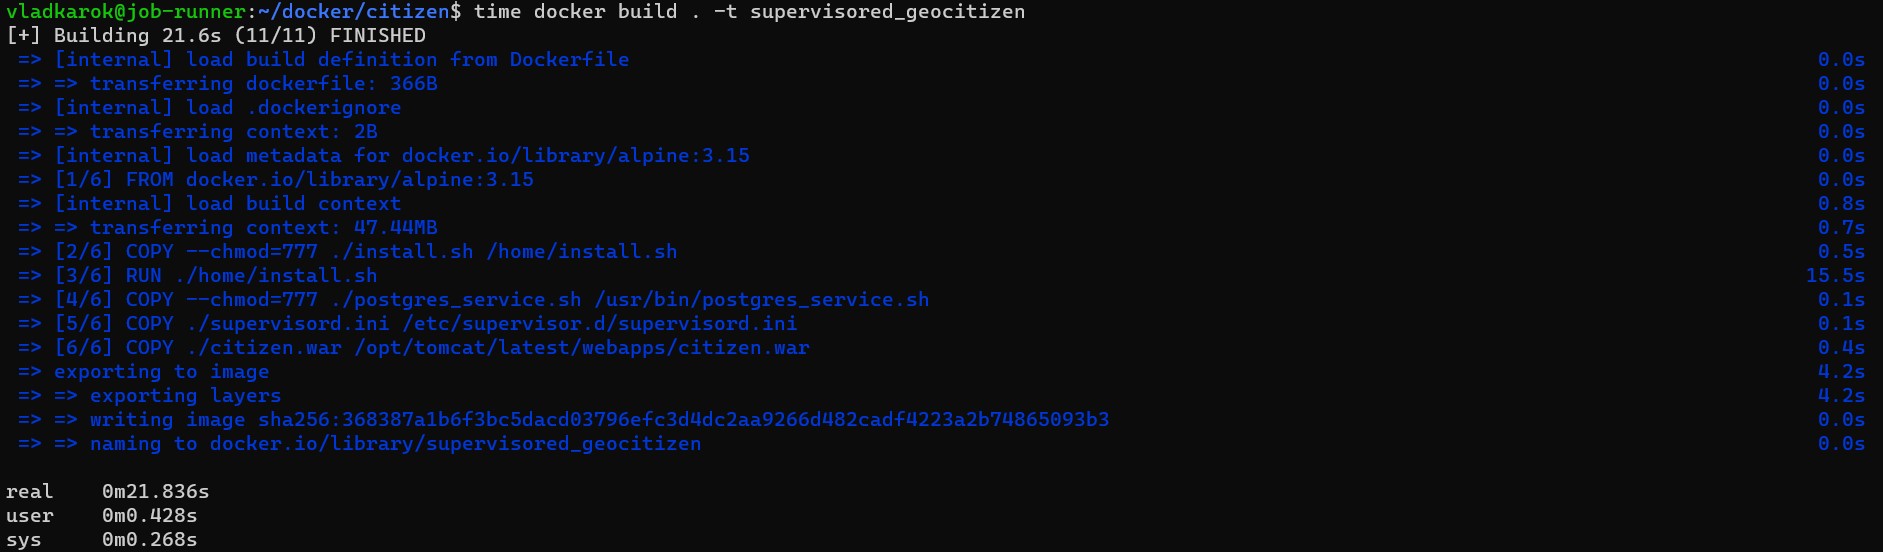 vladkarok@job-runner:~/docker/citizen$ time docker build . -t supervisored_geocitizen
[+] Building 21.6s (11/11) FINISHED
=> [internal] load build definition from Dockerfile 0.0s
=> => transferring dockerfile: 366B 0.0s
=> [internal] load .dockerignore 0.0s
=> => transferring context: 2B 0.0s
=> [internal] load metadata for docker.io/library/alpine:3.15 0.0s
=> [1/6] FROM docker.io/library/alpine:3.15 0.0s
=> [internal] load build context 0.8s
=> => transferring context: 47.44MB 0.7s
=> [2/6] COPY --chmod=777 ./install.sh /home/install.sh 0.5s
=> [3/6] RUN ./home/install.sh 15.5s
=> [4/6] COPY --chmod=777 ./postgres_service.sh /usr/bin/postgres_service.sh 0.1s
=> [5/6] COPY ./supervisord.ini /etc/supervisor.d/supervisord.ini 0.1s
=> [6/6] COPY ./citizen.war /opt/tomcat/latest/webapps/citizen.war 0.4s
=> exporting to image 4.2s
=> => exporting layers 4.2s
=> => writing image sha256:368387a1b6f3bc5dacd03796efc3d4dc2aa9266d482cadf4223a2b74865093b3 0.0s
=> => naming to docker.io/library/supervisored_geocitizen 0.0s
real 0m21.836s
user 0m0.428s
sys 0m0.268s